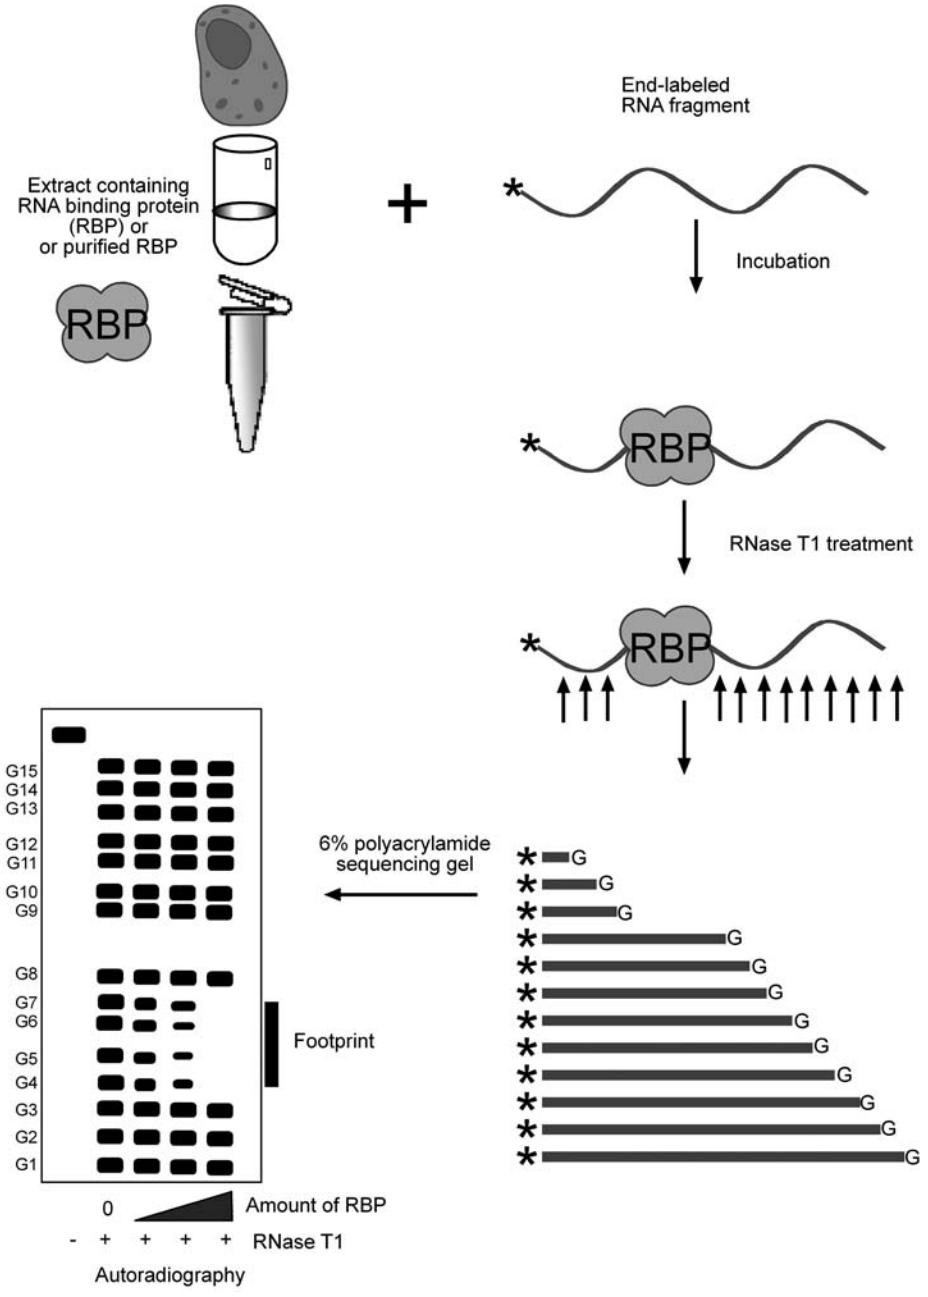 End-labeled
RNA fragment
Extract containing
RNA binding protein
(RBP) or
or purified RBP
*
+
Incubation
RBP
* RBP
RNase T1 treatment
* RBP
6% polyacrylamide
sequencing gel
* G
* G
* G
* G
* G
* G
* G
* G
* G
* G
* G
* G
G15
G14
G13
G12
G11
G10
G9
G8
G7
G6
G5
G4
G3
G2
G1
Footprint
0 Amount of RBP
- + + + + RNase T1
Autoradiography